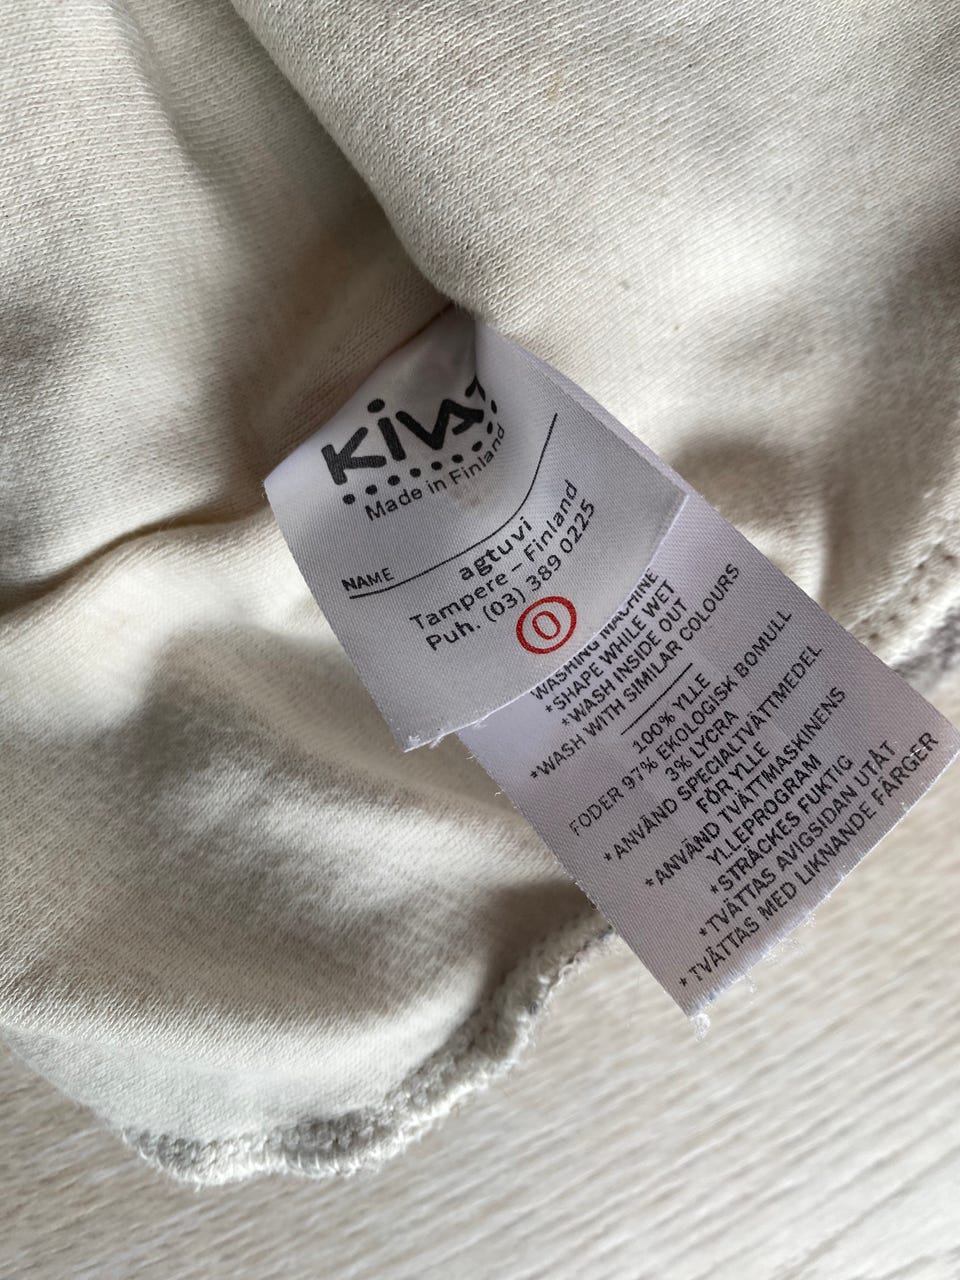 KiVA
Made in Finland
NAME
agtuvi
Tampere – Finland
Puh. (03) 389 0225
0
WASHING MACHINE
*SHAPE WHILE WET
*WASH INSIDE OUT
*WASH WITH SIMILAR COLOURS
100% YLLE
FODER 97% EKOLOGISK BOMULL
3% LYCRA
*ANVÄND SPECIALTVÄTTMEDEL
FÖR YLLE
*ANVÄND TVÄTTMASKINENS
YLLEPROGRAM
*STRÄCKES FUKTIG
*TVÄTTAS AVIGSIDAN UTÅT
*TVÄTTAS MED LIKNANDE FÄRGER